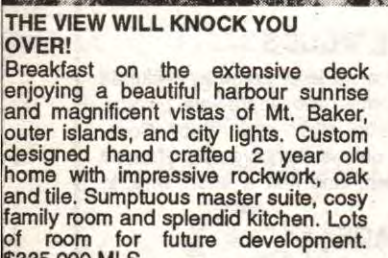 THE VIEW WILL KNOCK YOU
OVER!
Breakfast on the extensive deck
enjoying a beautiful harbour sunrise
and magnificent vistas of Mt. Baker,
outer islands, and city lights. Custom
designed hand crafted 2 year old
home with impressive rockwork, oak
and tile. Sumptuous master suite, cosy
family room and splendid kitchen. Lots
of room for future development.
MLS